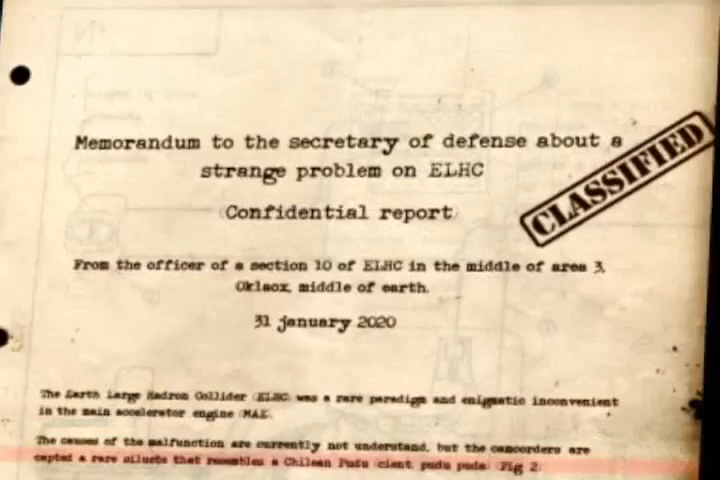 Memorandum to the secretary of defense about a
strange problem on ELHC
(Confidential report)
CLASSIFIED
From the officer of a section 10 of ELHC in the middle of area 3,
Oklaox, middle of earth.
31 january 2020
The Earth Large Hadron Collider (ELHC) was a rare paradigm and enigmatic inconvenient
in the main accelerator engine (MAE).
The causes of the malfunction are currently not understand, but the camcorders are
capted a rare silucte that resembles a Chilean Pudu (cient. pudu puda) (Fig 2)